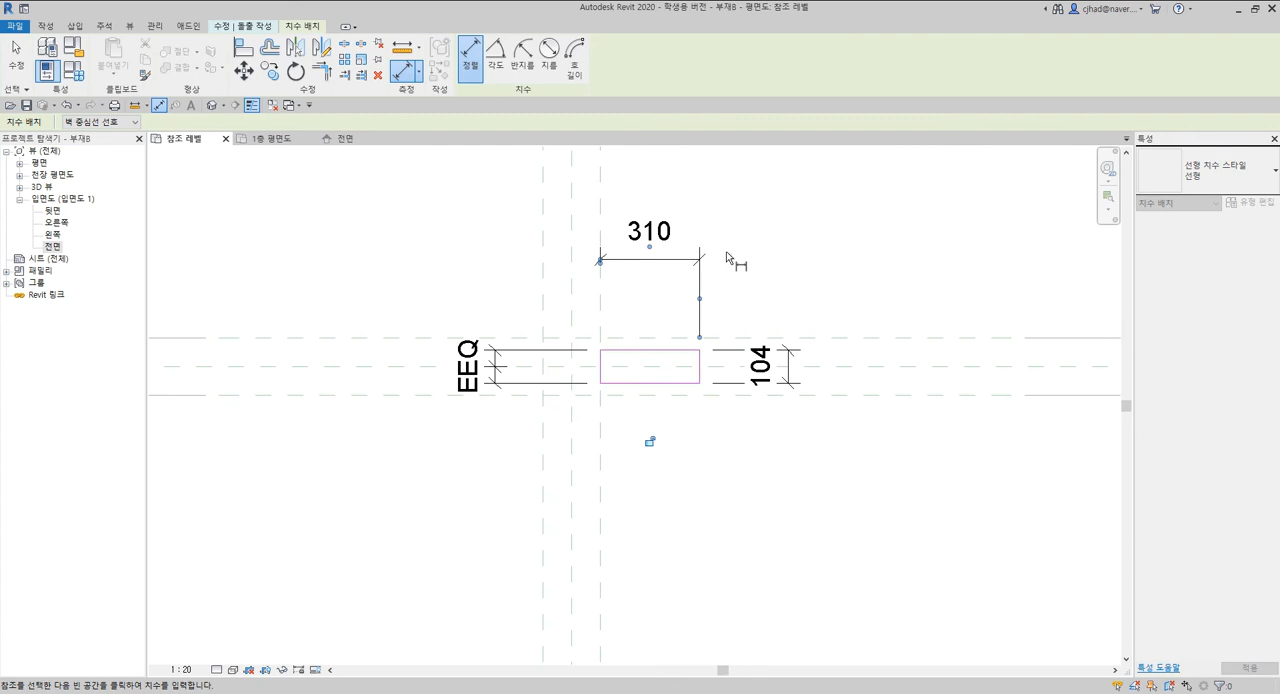 Autodesk Revit 2020 - 학생용 버전 - 평면도: 참조 레벨
cjhad@naver....
파일 작성 삽입 주석 뷰 관리 애드인 수정 | 돌출 작성 치수 배치
수정
붙여넣기
절단
결합
정렬 각도 반지름 지름 호 길이
선택 특성 클립보드 형상 수정 측정 작성 치수
치수 배치 벽 중심선 선호
프로젝트 탐색기 - 부재B
참조 레벨 1층 평면도 전면
특성
뷰 (전체)
평면
천장 평면도
3D 뷰
입면도 (입면도 1)
뒷면
오른쪽
왼쪽
전면
시트 (전체)
패밀리
그룹
Revit 링크
310
EEQ
104
선형 치수 스타일
선형
치수 배치 유형 편집
1 : 20
특성 도움말 적용
참조를 선택한 다음 빈 공간을 클릭하여 치수를 입력합니다.
:0